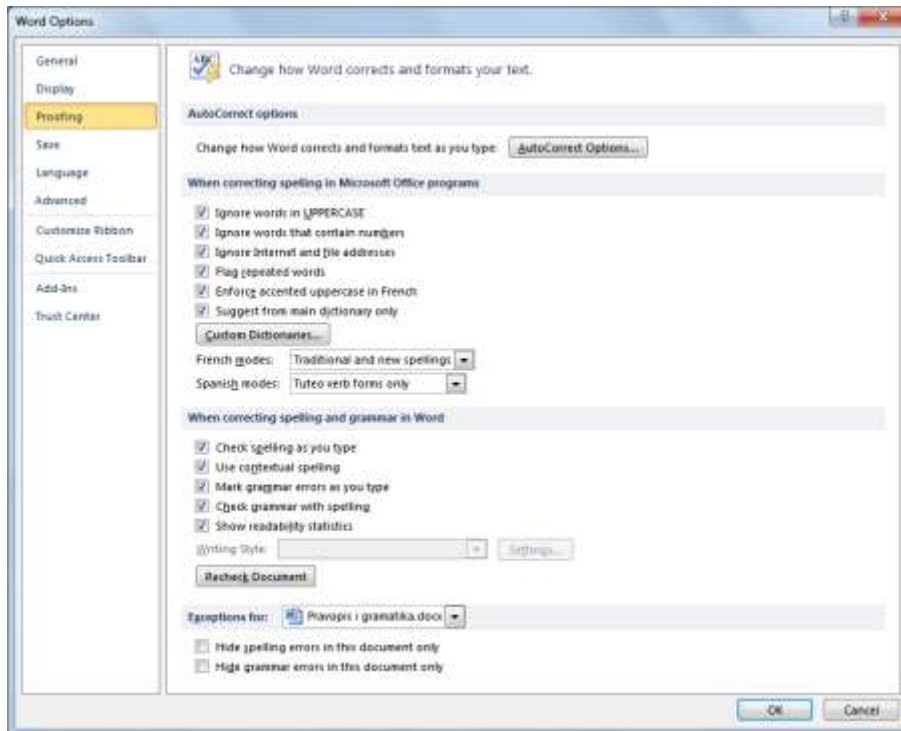 Word Options
General
Display
Proofing
Save
Language
Advanced
Customize Ribbon
Quick Access Toolbar
Add-Ins
Trust Center
ABC
Change how Word corrects and formats your text.
AutoCorrect options
Change how Word corrects and formats text as you type: AutoCorrect Options...
When correcting spelling in Microsoft Office programs
Ignore words in UPPERCASE
Ignore words that contain numbers
Ignore Internet and file addresses
Flag repeated words
Enforce accented uppercase in French
Suggest from main dictionary only
Custom Dictionaries...
French modes: Traditional and new spellings
Spanish modes: Tuteo verb forms only
When correcting spelling and grammar in Word
Check spelling as you type
Use contextual spelling
Mark grammar errors as you type
Check grammar with spelling
Show readability statistics
Writing Style: Settings...
Recheck Document
Exceptions for: Pravopis i gramatika.docx
Hide spelling errors in this document only
Hide grammar errors in this document only
OK Cancel